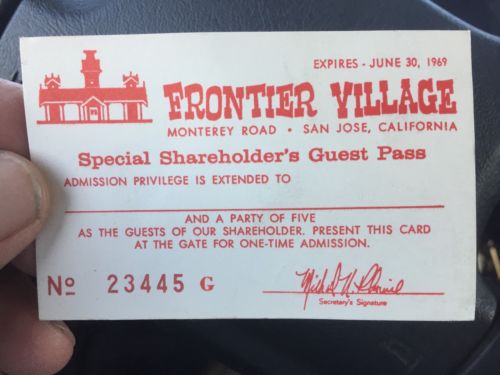 EXPIRES - JUNE 30, 1969
FRONTIER VILLAGE
MONTEREY ROAD • SAN JOSE, CALIFORNIA
Special Shareholder's Guest Pass
ADMISSION PRIVILEGE IS EXTENDED TO
AND A PARTY OF FIVE
AS THE GUESTS OF OUR SHAREHOLDER. PRESENT THIS CARD
AT THE GATE FOR ONE-TIME ADMISSION.
Nº 23445 G
Secretary's Signature